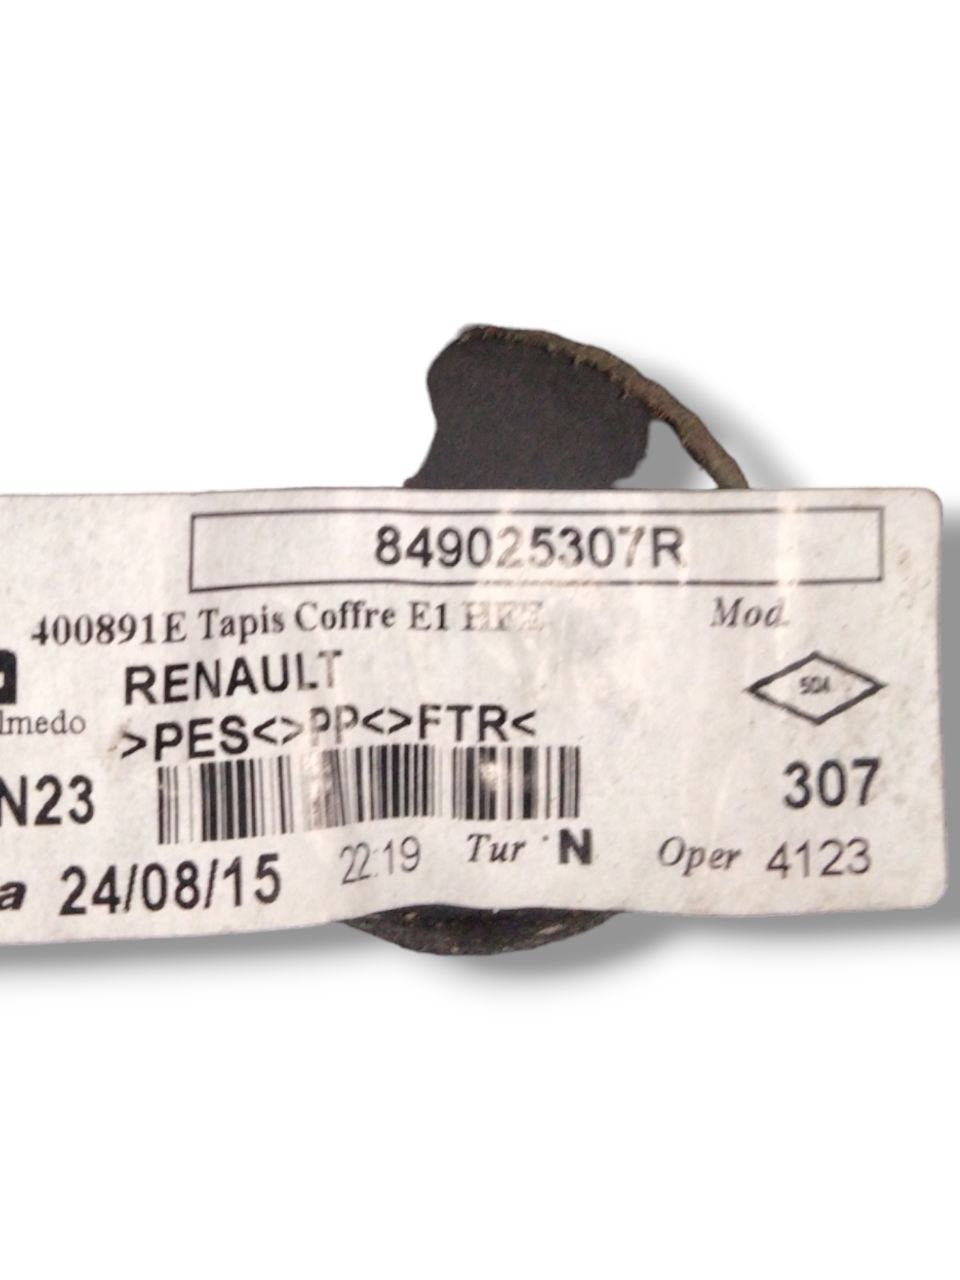 849025307R
400891E Tapis Coffre E1
Mod.
RENAULT
504
lmedo
>PES<>PP<>FTR<
N23
307
a 24/08/15 22:19 Tur N Oper 4123